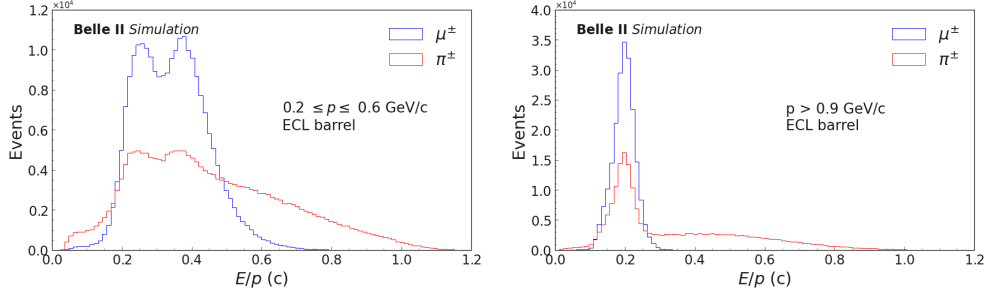 ×10⁴
Belle II Simulation
μ±
π±
0.2 ≤p≤ 0.6 GeV/c
ECL barrel
Events
1.2
1.0
0.8
0.6
0.4
0.2
0.0
0.0 0.2 0.4 0.6 0.8 1.0 1.2
E/p (c)
×10⁴
Belle II Simulation
μ±
π±
p > 0.9 GeV/c
ECL barrel
Events
4.0
3.5
3.0
2.5
2.0
1.5
1.0
0.5
0.0
0.0 0.2 0.4 0.6 0.8 1.0 1.2
E/p (c)